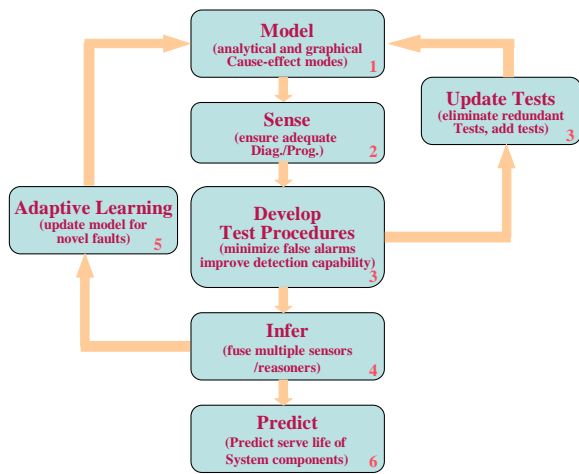 Model
(analytical and graphical
Cause-effect modes)
1
Sense
(ensure adequate
Diag./Prog.)
2
Update Tests
(eliminate redundant
Tests, add tests)
3
Adaptive Learning
(update model for
novel faults)
5
Develop
Test Procedures
(minimize false alarms
improve detection capability)
3
Infer
(fuse multiple sensors
/reasoners)
4
Predict
(Predict serve life of
System components)
6